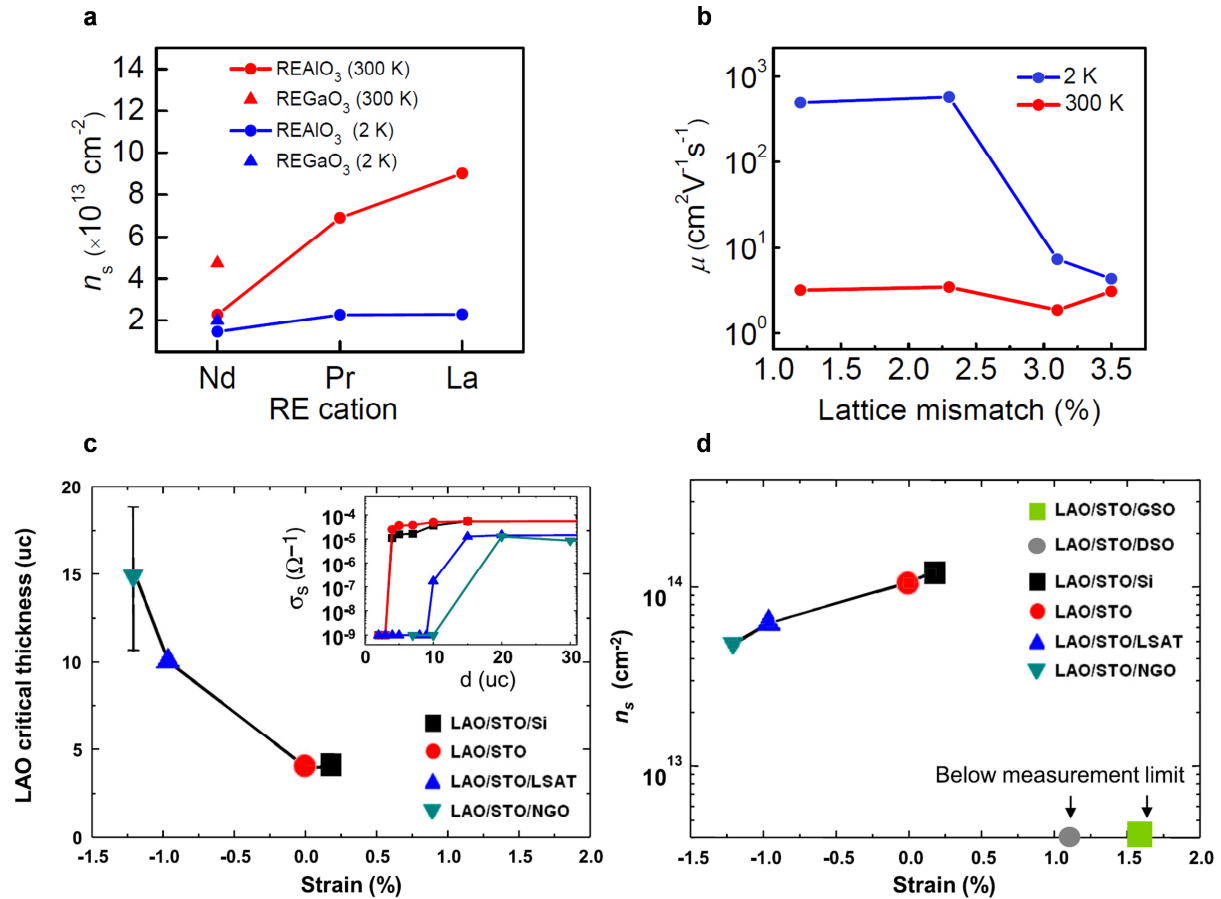 a
14
12
10
8
6
4
2
n_s (×10^13 cm^-2)
REAlO_3 (300 K)
REGaO_3 (300 K)
REAlO_3 (2 K)
REGaO_3 (2 K)
Nd Pr La
RE cation
b
10^3
10^2
10^1
10^0
μ (cm^2V^-1s^-1)
2 K
300 K
1.0 1.5 2.0 2.5 3.0 3.5
Lattice mismatch (%)
c
20
15
10
5
0
LAO critical thickness (uc)
10^-4
10^-5
10^-6
10^-7
10^-8
10^-9
σ_S (Ω−1)
0 10 20 30
d (uc)
LAO/STO/Si
LAO/STO
LAO/STO/LSAT
LAO/STO/NGO
-1.5 -1.0 -0.5 0.0 0.5 1.0 1.5 2.0
Strain (%)
d
10^14
10^13
n_s (cm^-2)
LAO/STO/GSO
LAO/STO/DSO
LAO/STO/Si
LAO/STO
LAO/STO/LSAT
LAO/STO/NGO
Below measurement limit
-1.5 -1.0 -0.5 0.0 0.5 1.0 1.5 2.0
Strain (%)